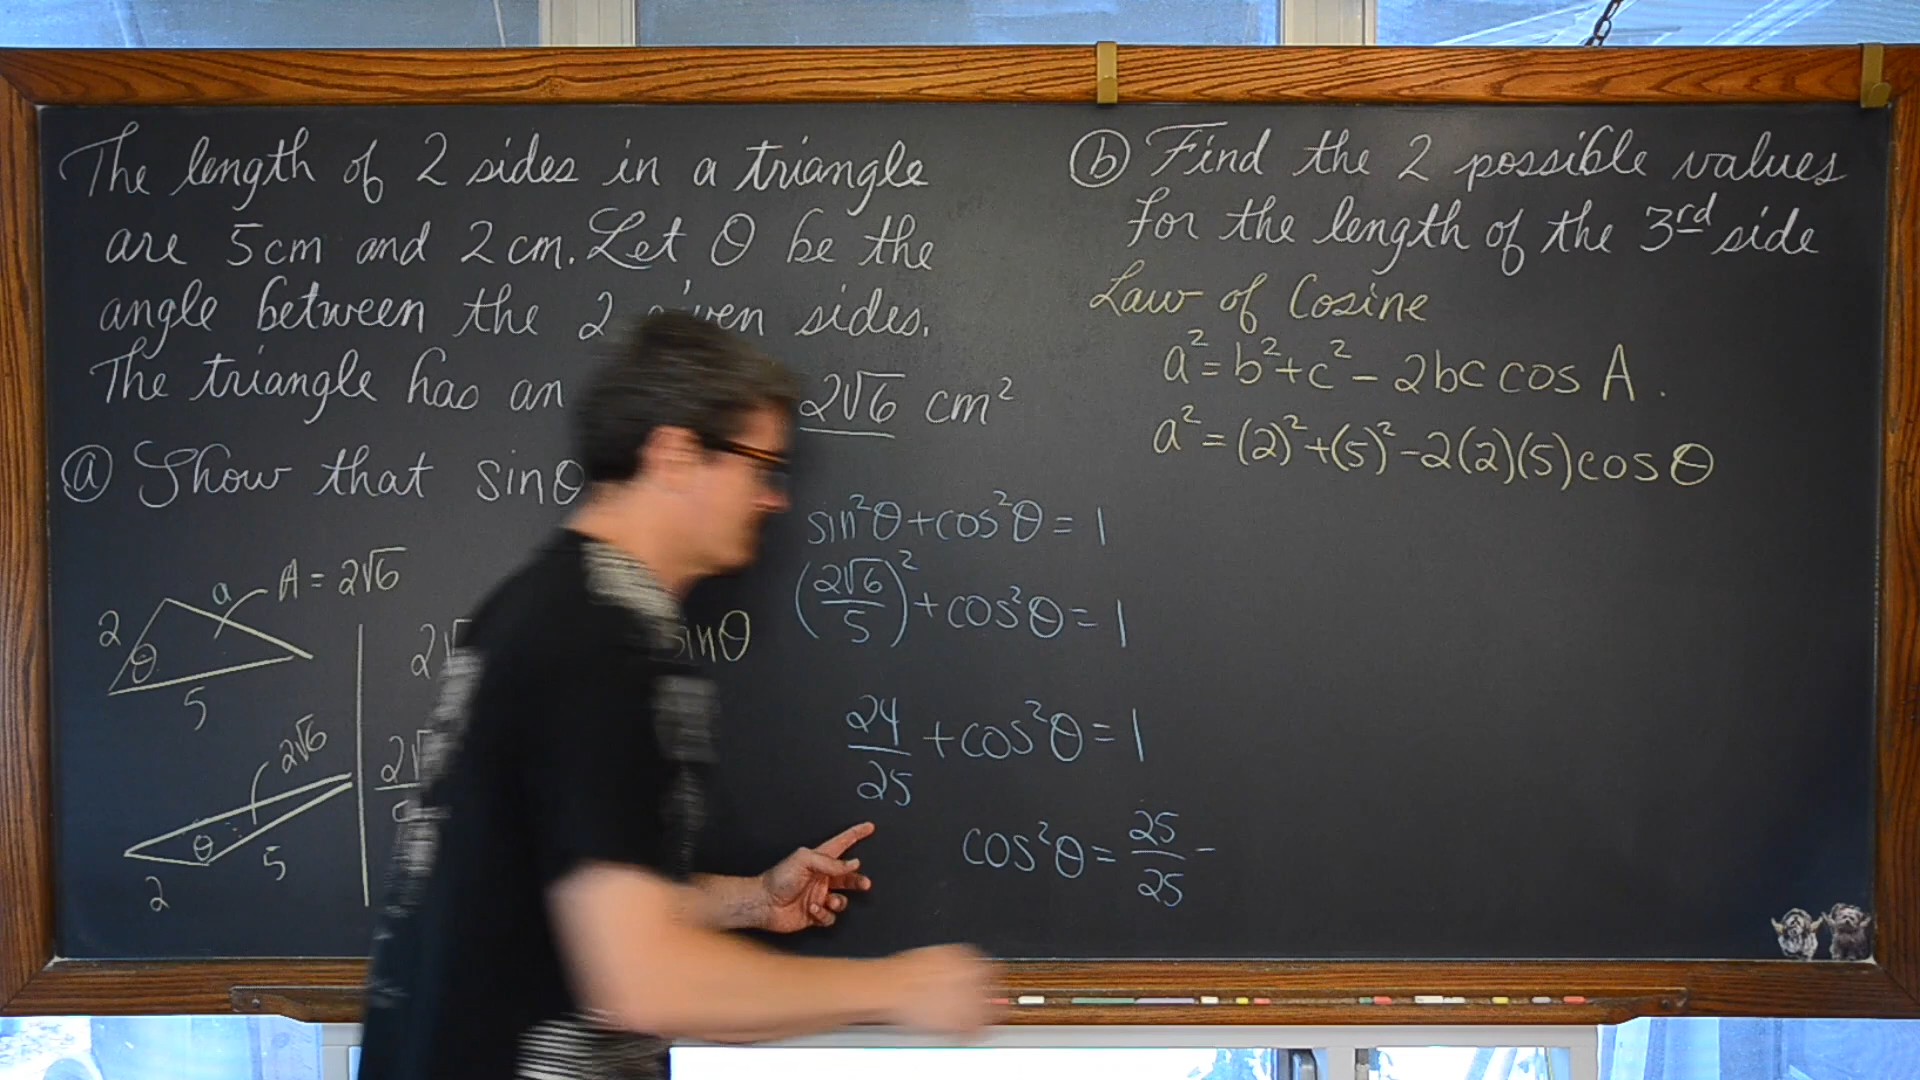 The length of 2 sides in a triangle
are 5cm and 2cm. Let θ be the
angle between the 2 sides.
The triangle has an 2√6 cm²
ⓐ Show that sinθ
A = 2√6
a
2
θ
5
2√6
θ
5
2
sinθ
sin²θ+cos²θ=1
(2√6/5)²+cos²θ=1
24/25+cos²θ=1
cos²θ=25/25-
ⓑ Find the 2 possible values
for the length of the 3rd side
Law of Cosine
a²=b²+c²-2bc cos A.
a²=(2)²+(5)²-2(2)(5)cosθ